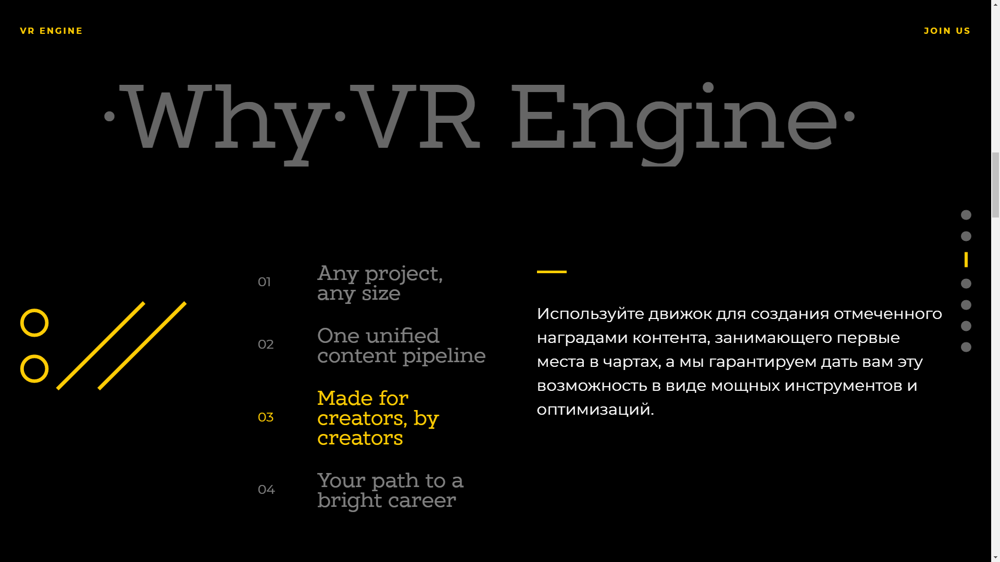 VR ENGINE
JOIN US
·Why·VR Engine·
01
Any project,
any size
02
One unified
content pipeline
03
Made for
creators, by
creators
04
Your path to a
bright career
Используйте движок для создания отмеченного
наградами контента, занимающего первые
места в чартах, а мы гарантируем дать вам эту
возможность в виде мощных инструментов и
оптимизаций.